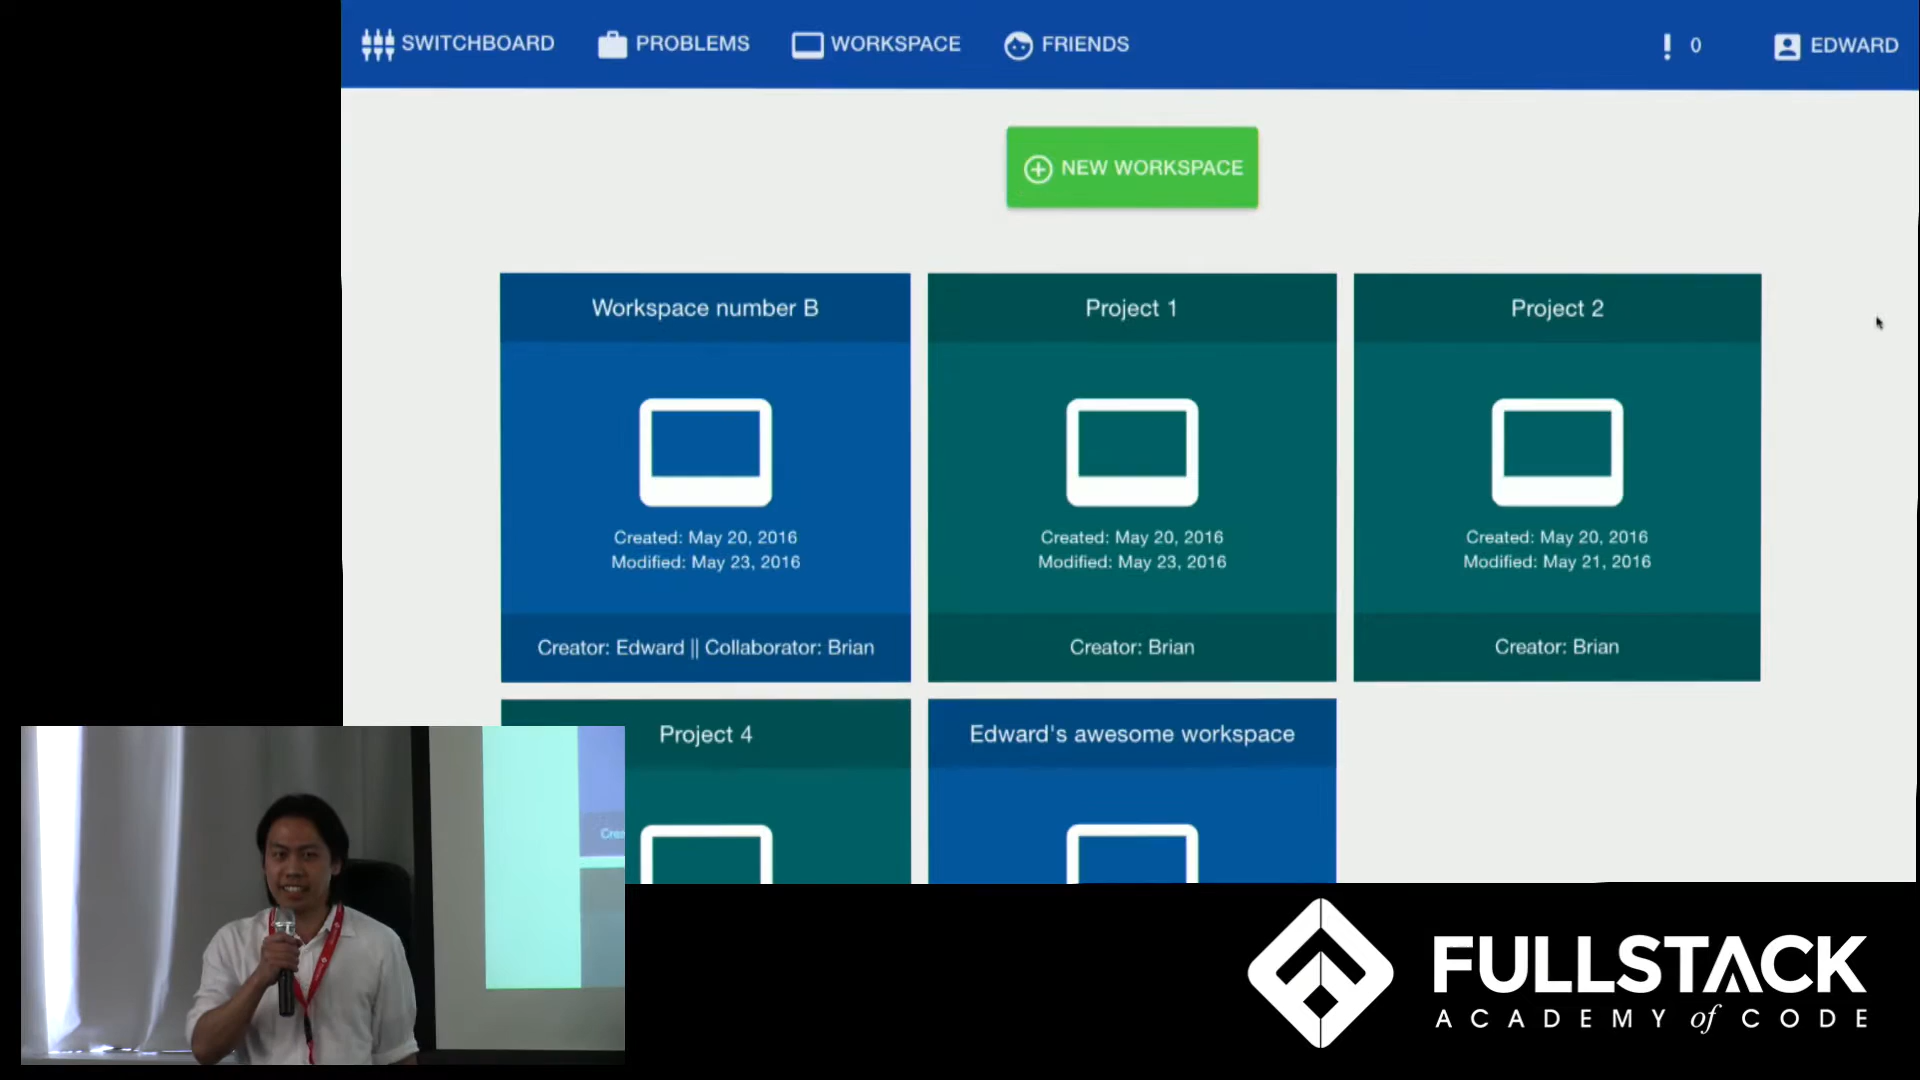 SWITCHBOARD PROBLEMS WORKSPACE FRIENDS ! 0 EDWARD
NEW WORKSPACE
Workspace number B
Created: May 20, 2016
Modified: May 23, 2016
Creator: Edward || Collaborator: Brian
Project 1
Created: May 20, 2016
Modified: May 23, 2016
Creator: Brian
Project 2
Created: May 20, 2016
Modified: May 21, 2016
Creator: Brian
Project 4
Edward's awesome workspace
FULLSTACK
ACADEMY of CODE